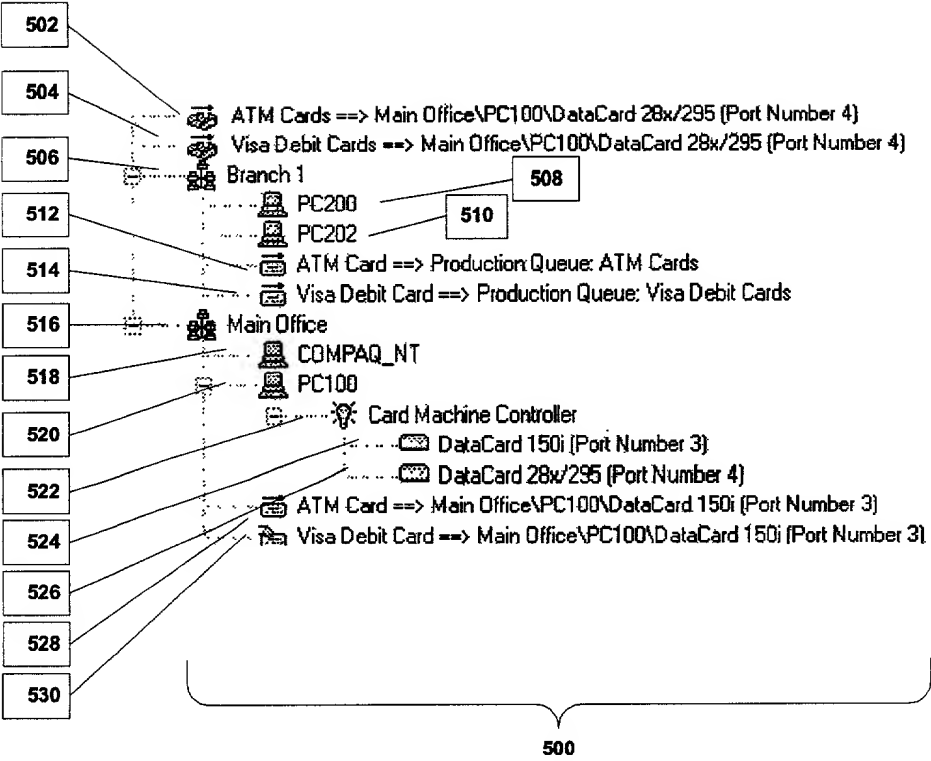 502
504
ATM Cards ==> Main Office\PC100\DataCard 28x/295 (Port Number 4)
Visa Debit Cards ==> Main Office\PC100\DataCard 28x/295 (Port Number 4)
506
Branch 1
508
PC200
512
510
PC202
514
ATM Card ==> Production Queue: ATM Cards
Visa Debit Card ==> Production Queue: Visa Debit Cards
516
Main Office
518
COMPAQ_NT
PC100
520
Card Machine Controller
DataCard 150i (Port Number 3)
522
DataCard 28x/295 (Port Number 4)
ATM Card ==> Main Office\PC100\DataCard 150i (Port Number 3)
524
Visa Debit Card ==> Main Office\PC100\DataCard 150i (Port Number 3)
526
528
530
500